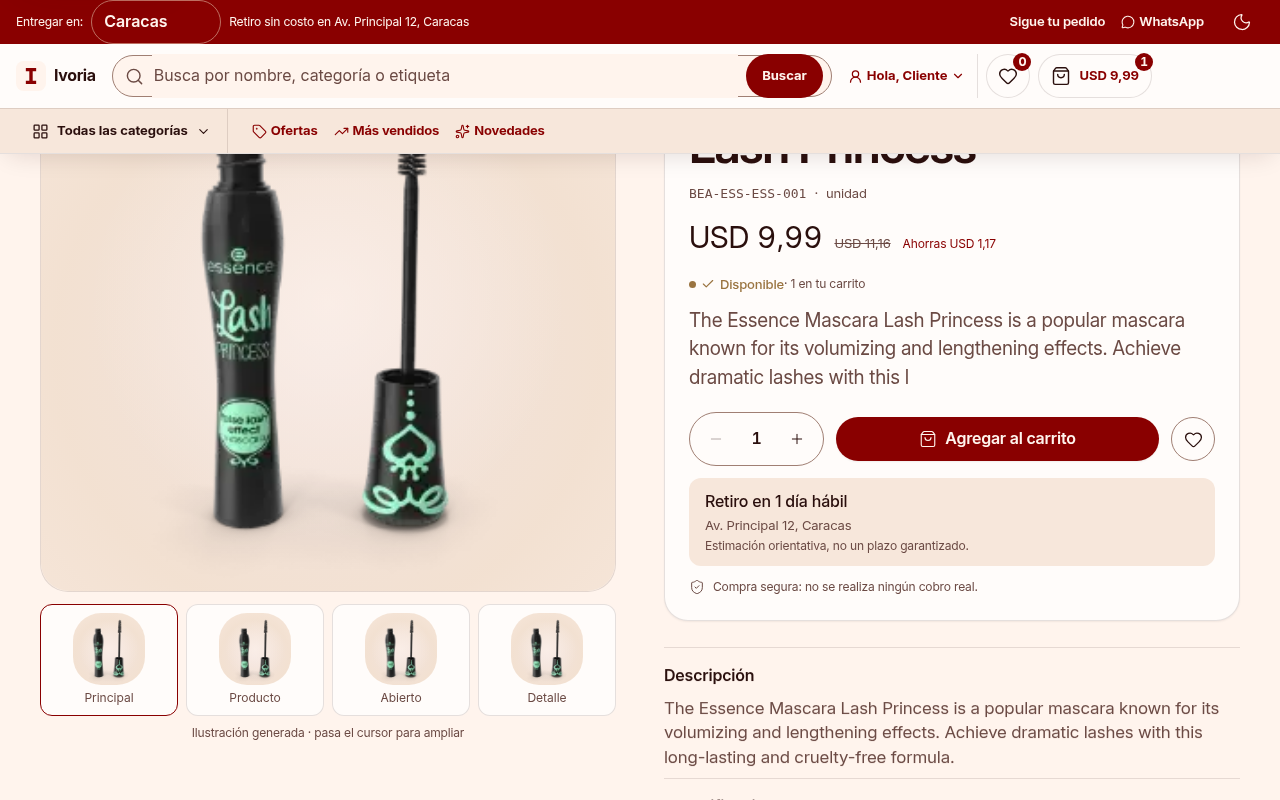 Entregar en: Caracas Retiro sin costo en Av. Principal 12, Caracas Sigue tu pedido WhatsApp
I Ivoria Busca por nombre, categoría o etiqueta Buscar Hola, Cliente 0 USD 9,99 1
Todas las categorías Ofertas Más vendidos Novedades
Lash Princess
BEA-ESS-ESS-001 · unidad
USD 9,99 USD 11,16 Ahorras USD 1,17
Disponible · 1 en tu carrito
The Essence Mascara Lash Princess is a popular mascara
known for its volumizing and lengthening effects. Achieve
dramatic lashes with this l
1 Agregar al carrito
Retiro en 1 día hábil
Av. Principal 12, Caracas
Estimación orientativa, no un plazo garantizado.
Compra segura: no se realiza ningún cobro real.
essence
Lash
PRINCESS
false lash
effect
Principal Producto Abierto Detalle
Ilustración generada · pasa el cursor para ampliar
Descripción
The Essence Mascara Lash Princess is a popular mascara known for its
volumizing and lengthening effects. Achieve dramatic lashes with this
long-lasting and cruelty-free formula.